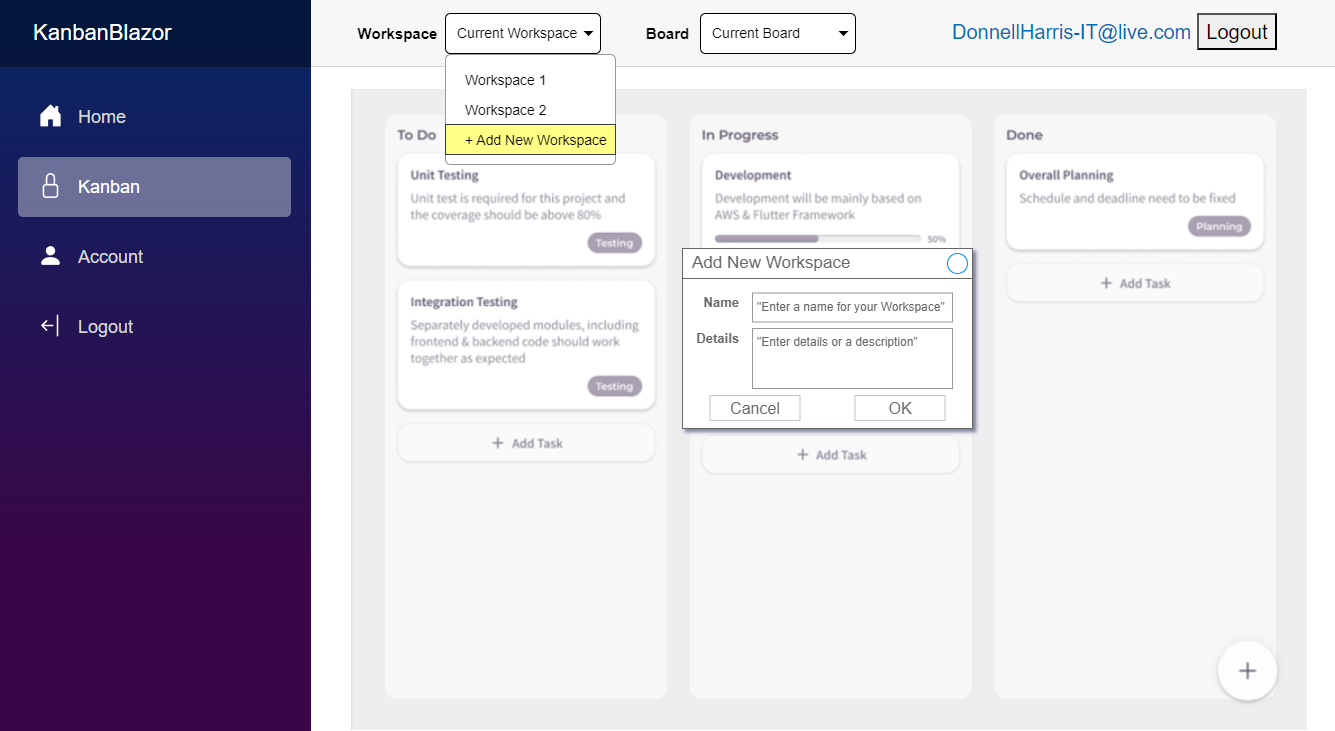 KanbanBlazor
Home
Kanban
Account
Logout
Workspace
Current Workspace
Board
Current Board
DonnellHarris-IT@live.com
Logout
Workspace 1
Workspace 2
+ Add New Workspace
To Do
Unit Testing
Unit test is required for this project and
the coverage should be above 80%
Testing
Integration Testing
Separately developed modules, including
frontend & backend code should work
together as expected
Testing
+ Add Task
In Progress
Development
Development will be mainly based on
AWS & Flutter Framework
50%
Add New Workspace
Name
"Enter a name for your Workspace"
Details
"Enter details or a description"
Cancel
OK
+ Add Task
Done
Overall Planning
Schedule and deadline need to be fixed
Planning
+ Add Task
+